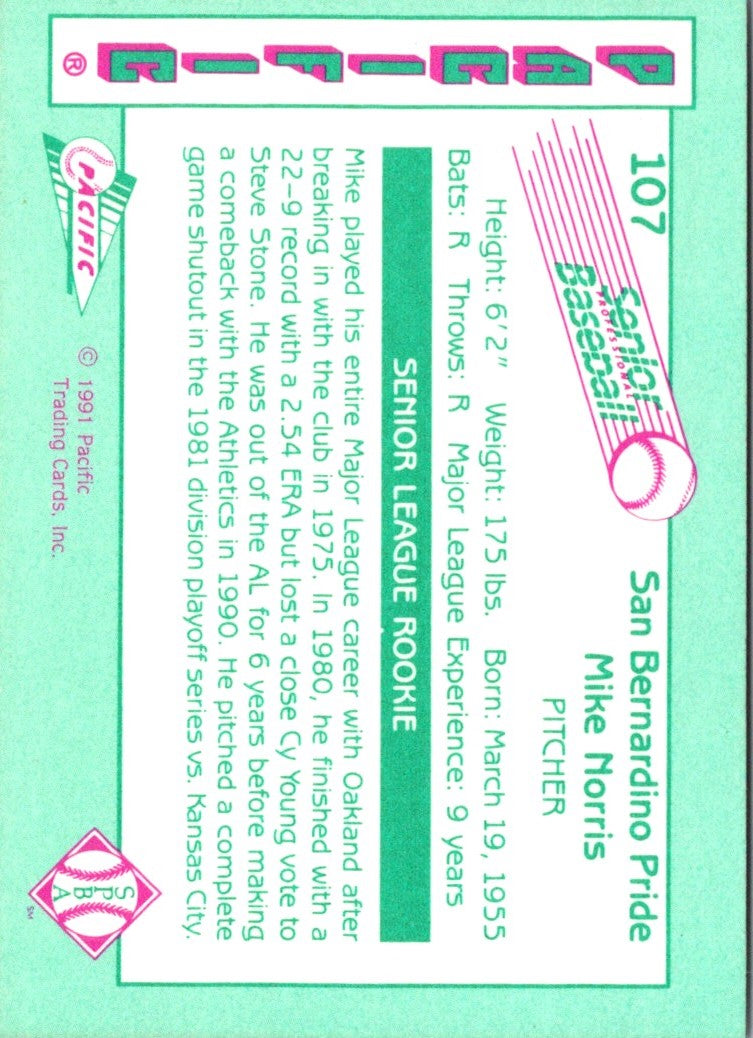 PACIFIC
®
107
Senior
PROFESSIONAL
Baseball
San Bernardino Pride
Mike Norris
PITCHER
Height: 6'2" Weight: 175 lbs. Born: March 19, 1955
Bats: R Throws: R Major League Experience: 9 years
SENIOR LEAGUE ROOKIE
Mike played his entire Major League career with Oakland after
breaking in with the club in 1975. In 1980, he finished with a
22-9 record with a 2.54 ERA but lost a close Cy Young vote to
Steve Stone. He was out of the AL for 6 years before making
a comeback with the Athletics in 1990. He pitched a complete
game shutout in the 1981 division playoff series vs. Kansas City.
PACIFIC
© 1991 Pacific
Trading Cards, Inc.
S
P
B
A
SM